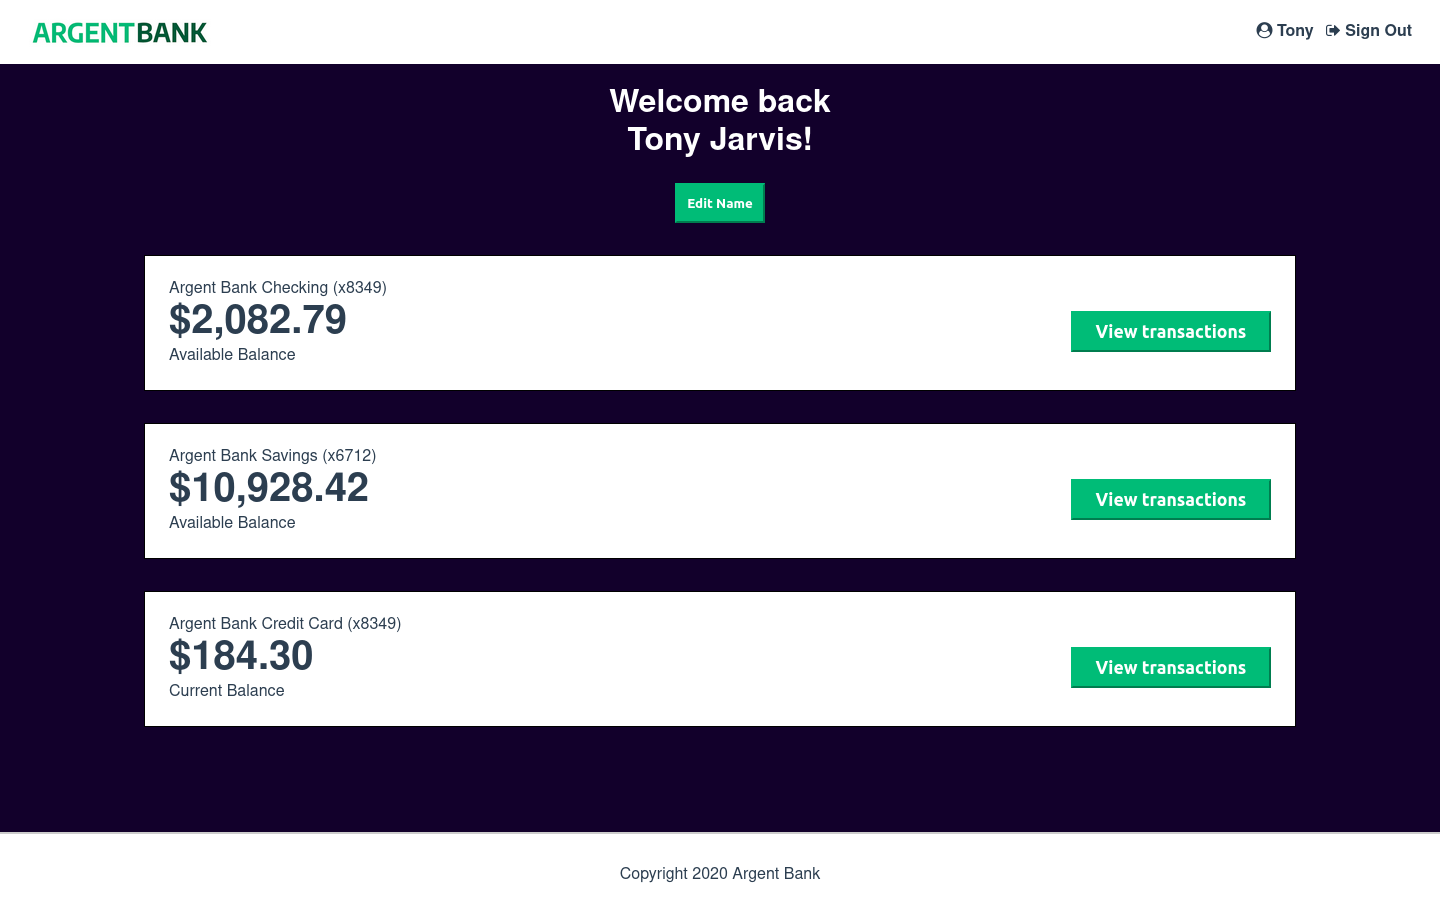 ARGENTBANK
Tony Sign Out
Welcome back
Tony Jarvis!
Edit Name
Argent Bank Checking (x8349)
$2,082.79
Available Balance
View transactions
Argent Bank Savings (x6712)
$10,928.42
Available Balance
View transactions
Argent Bank Credit Card (x8349)
$184.30
Current Balance
View transactions
Copyright 2020 Argent Bank